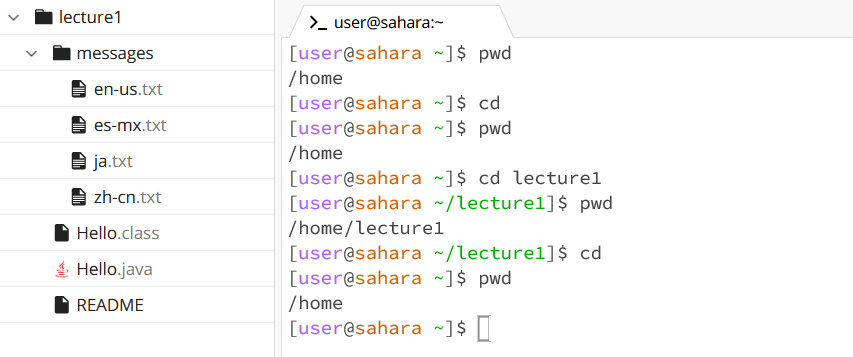 lecture1
messages
en-us.txt
es-mx.txt
ja.txt
zh-cn.txt
Hello.class
Hello.java
README
>_ user@sahara:~
[user@sahara ~]$ pwd
/home
[user@sahara ~]$ cd
[user@sahara ~]$ pwd
/home
[user@sahara ~]$ cd lecture1
[user@sahara ~/lecture1]$ pwd
/home/lecture1
[user@sahara ~/lecture1]$ cd
[user@sahara ~]$ pwd
/home
[user@sahara ~]$